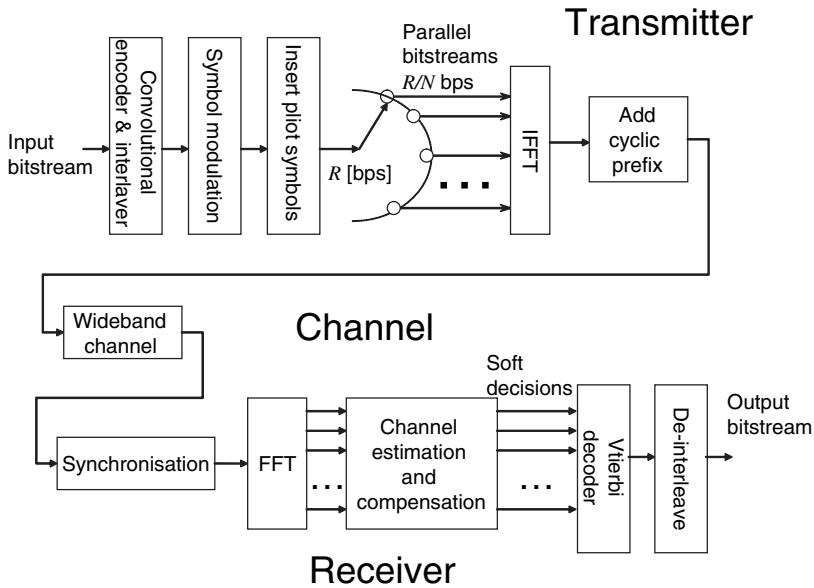 Transmitter
Input
bitstream
Convolutional
encoder & interlaver
Symbol modulation
Insert pliot symbols
R [bps]
Parallel
bitstreams
R/N bps
IFFT
Add
cyclic
prefix
Channel
Wideband
channel
Synchronisation
FFT
Channel
estimation
and
compensation
Soft
decisions
Vtierbi
decoder
De-interleave
Output
bitstream
Receiver